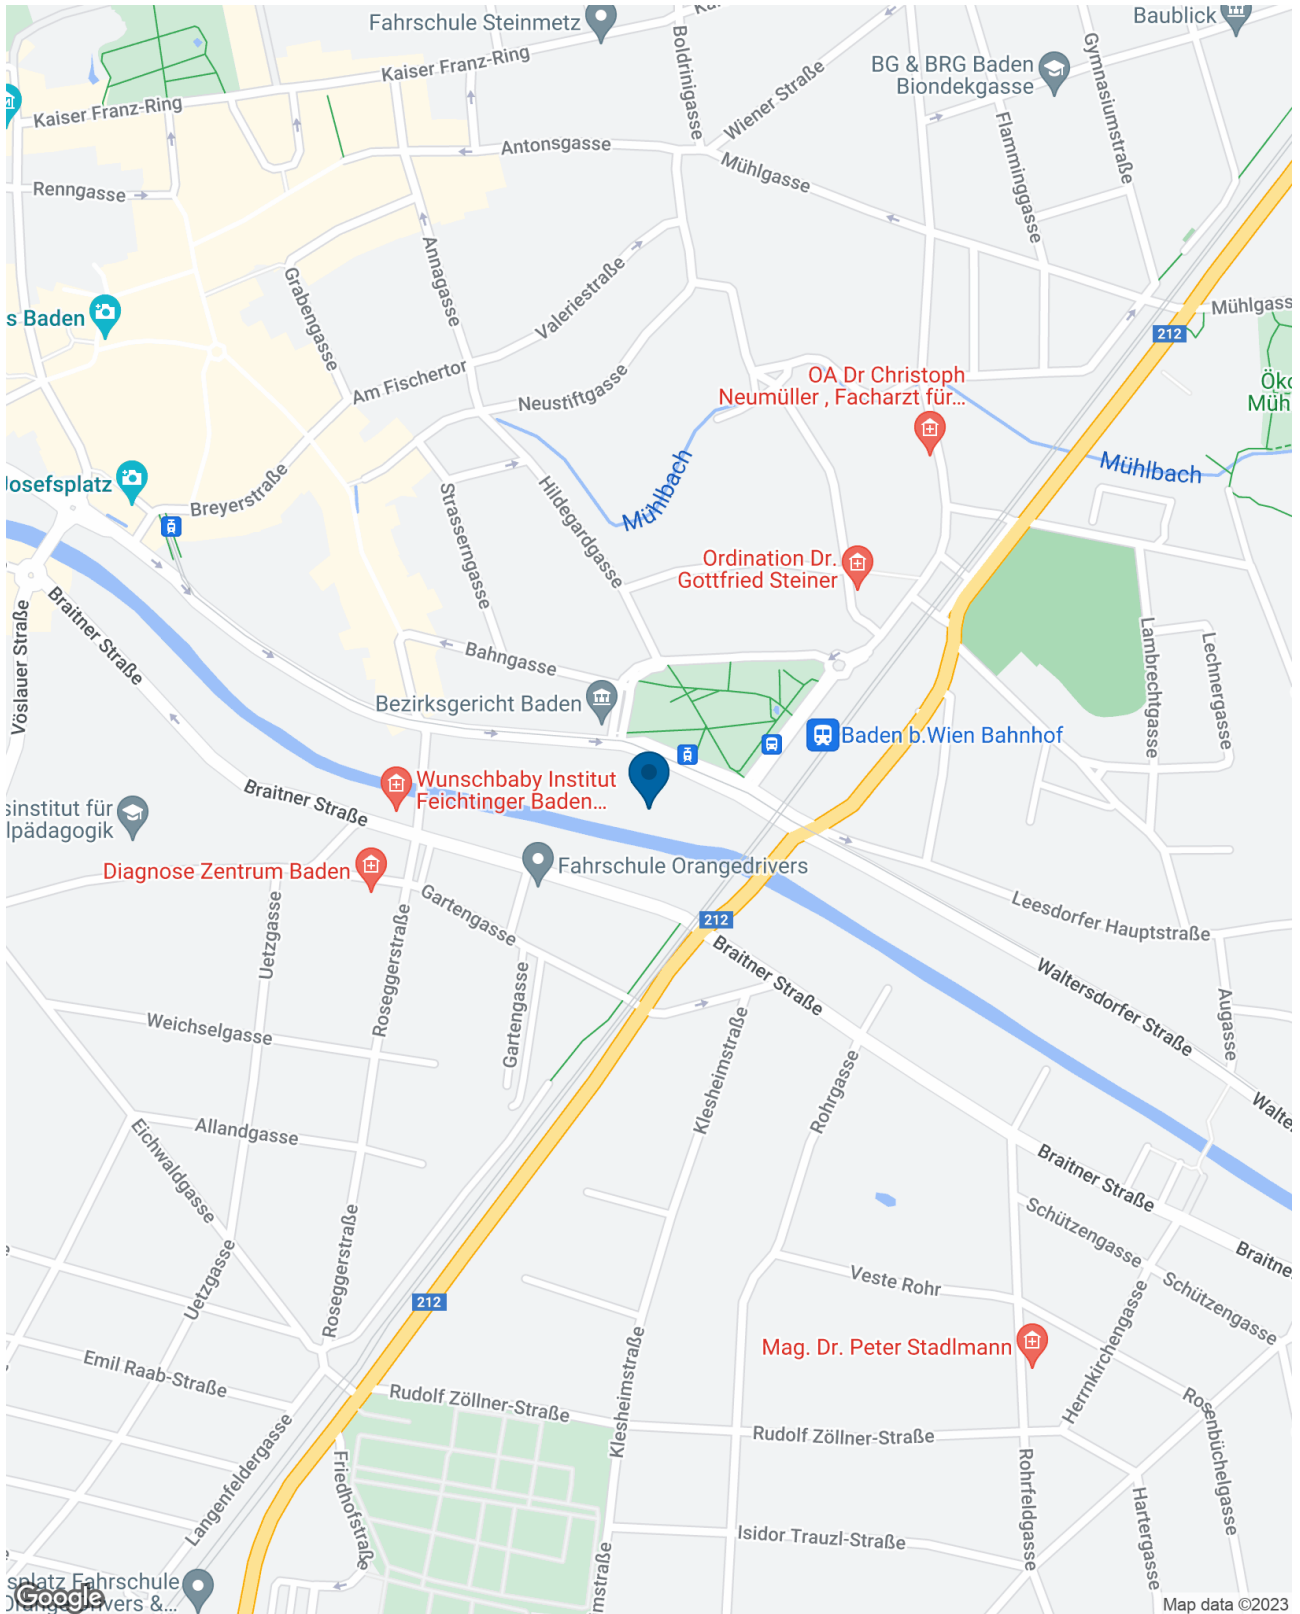 Fahrschule Steinmetz
Baublick
Kaiser Franz-Ring
Kaiser Franz-Ring
Boldrinigasse
Wiener Straße
BG & BRG Baden
Biondekgasse
Gymnasiumstraße
Flamminggasse
Antonsgasse
Mühlgasse
Renngasse
Annagasse
Grabengasse
Valeriestraße
s Baden
Mühlgass
212
Am Fischertor
Neustiftgasse
OA Dr Christoph
Neumüller , Facharzt für...
Öko
Müh
Mühlbach
Mühlbach
Josefsplatz
Breyerstraße
Strasserngasse
Hildegardgasse
Ordination Dr.
Gottfried Steiner
Braitner Straße
Vöslauer Straße
Bahngasse
Lambrechtgasse
Lechnergasse
Bezirksgericht Baden
Baden b.Wien Bahnhof
Wunschbaby Institut
Feichtinger Baden...
Braitner Straße
sinstitut für
lpädagogik
Diagnose Zentrum Baden
Fahrschule Orangedrivers
Gartengasse
212
Leesdorfer Hauptstraße
Uetzgasse
Roseggerstraße
Gartengasse
Braitner Straße
Waltersdorfer Straße
Augasse
Weichselgasse
Klesheimstraße
Rohrgasse
Walte
Allandgasse
Eichwaldgasse
Braitner Straße
Schützengasse
Braitne
Uetzgasse
Roseggerstraße
212
Veste Rohr
Schützengasse
Mag. Dr. Peter Stadlmann
Herrnkirchengasse
Emil Raab-Straße
Rudolf Zöllner-Straße
Klesheimstraße
Rudolf Zöllner-Straße
Rosenbüchelgasse
Langenfeldergasse
Friedhofstraße
Rohrfeldgasse
Hartergasse
Isidor Trauzl-Straße
mstraße
splatz Fahrschule
Orangedrivers &...
Google
Map data ©2023